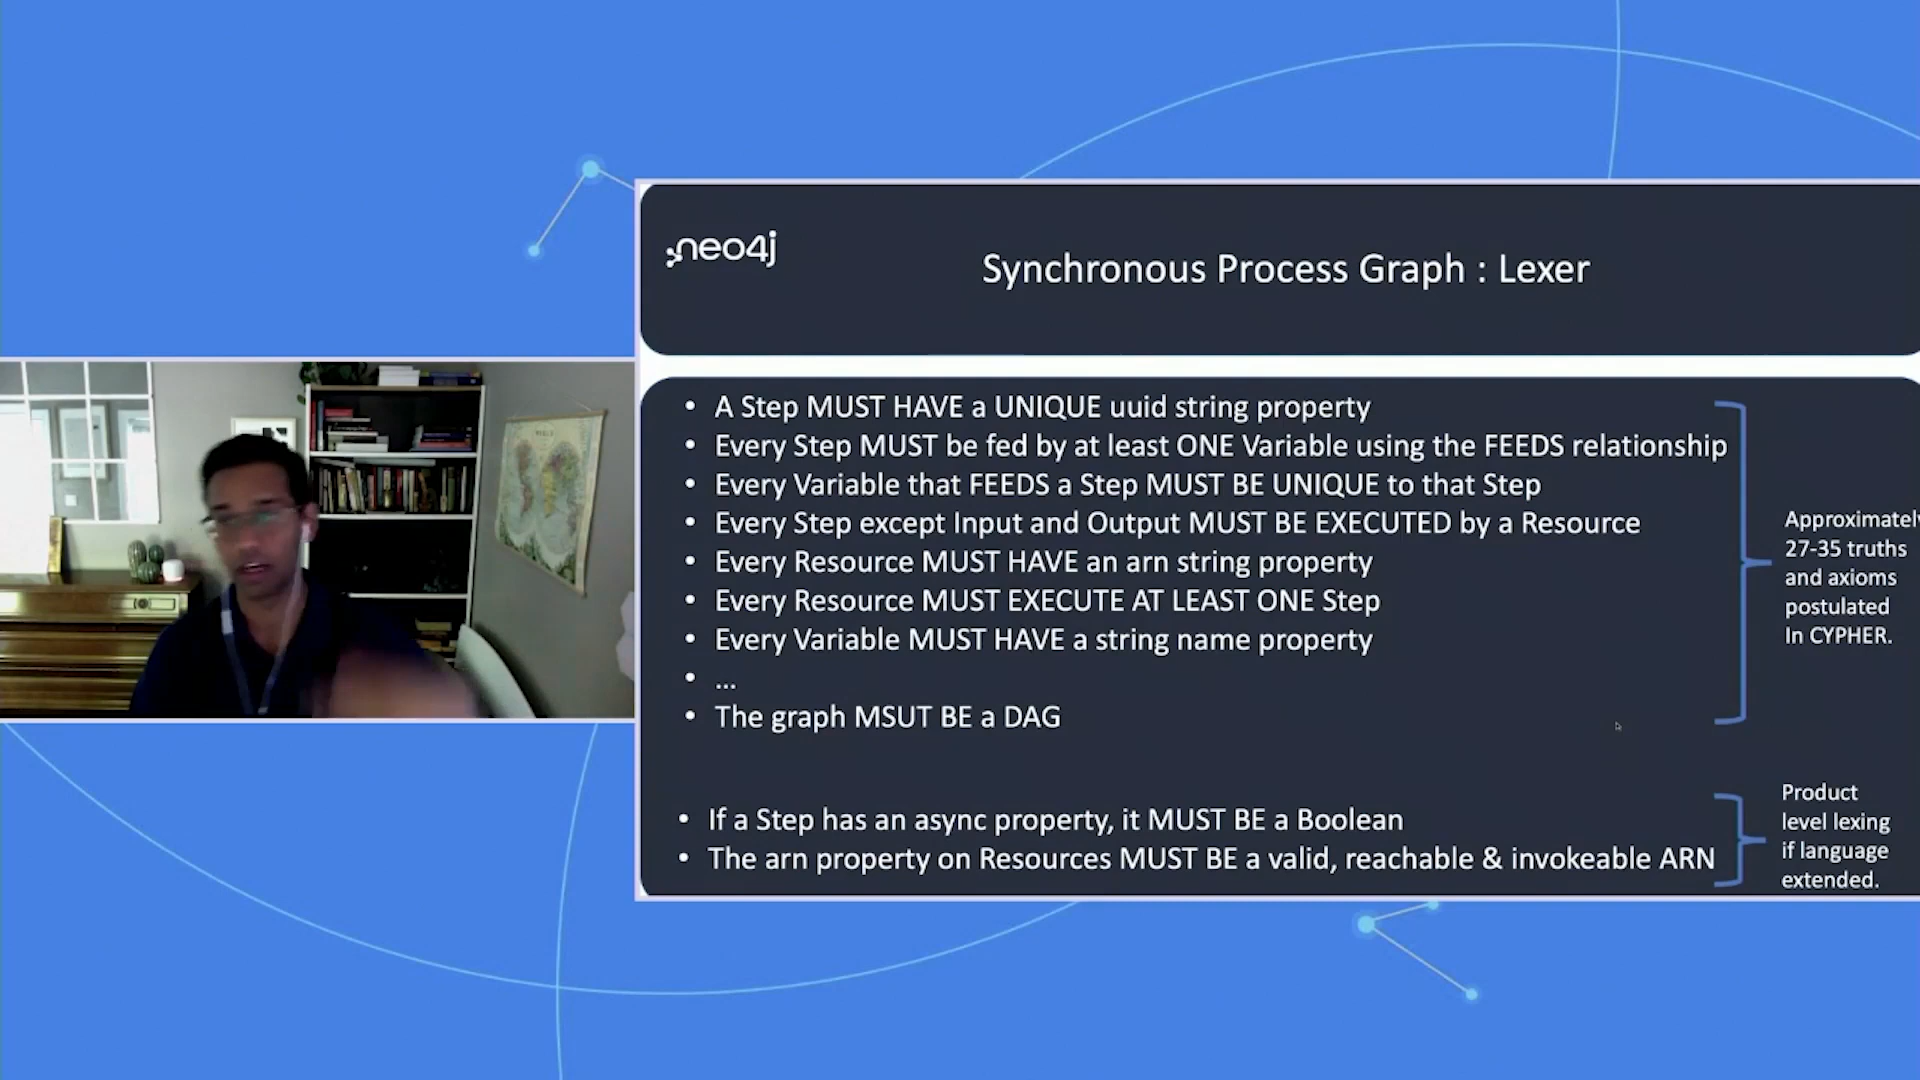 neo4j
Synchronous Process Graph : Lexer
• A Step MUST HAVE a UNIQUE uuid string property
• Every Step MUST be fed by at least ONE Variable using the FEEDS relationship
• Every Variable that FEEDS a Step MUST BE UNIQUE to that Step
• Every Step except Input and Output MUST BE EXECUTED by a Resource
• Every Resource MUST HAVE an arn string property
• Every Resource MUST EXECUTE AT LEAST ONE Step
• Every Variable MUST HAVE a string name property
• ...
• The graph MSUT BE a DAG
Approximately
27-35 truths
and axioms
postulated
In CYPHER.
• If a Step has an async property, it MUST BE a Boolean
• The arn property on Resources MUST BE a valid, reachable & invokeable ARN
Product
level lexing
if language
extended.